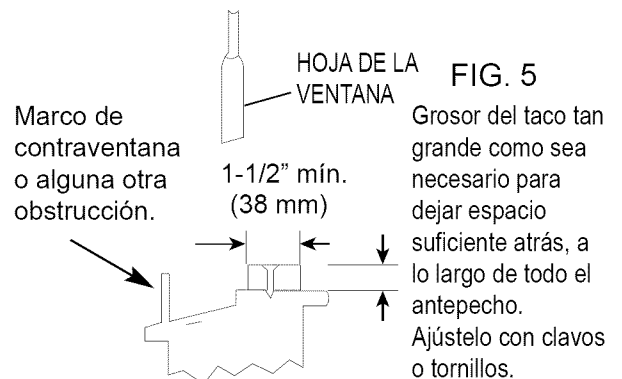 HOJA DE LA
VENTANA
FIG. 5
Marco de
contraventana
o alguna otra
obstrucción.
1-1/2” mín.
(38 mm)
Grosor del taco tan
grande como sea
necesario para
dejar espacio
suficiente atrás, a
lo largo de todo el
antepecho.
Ajústelo con clavos
o tornillos.